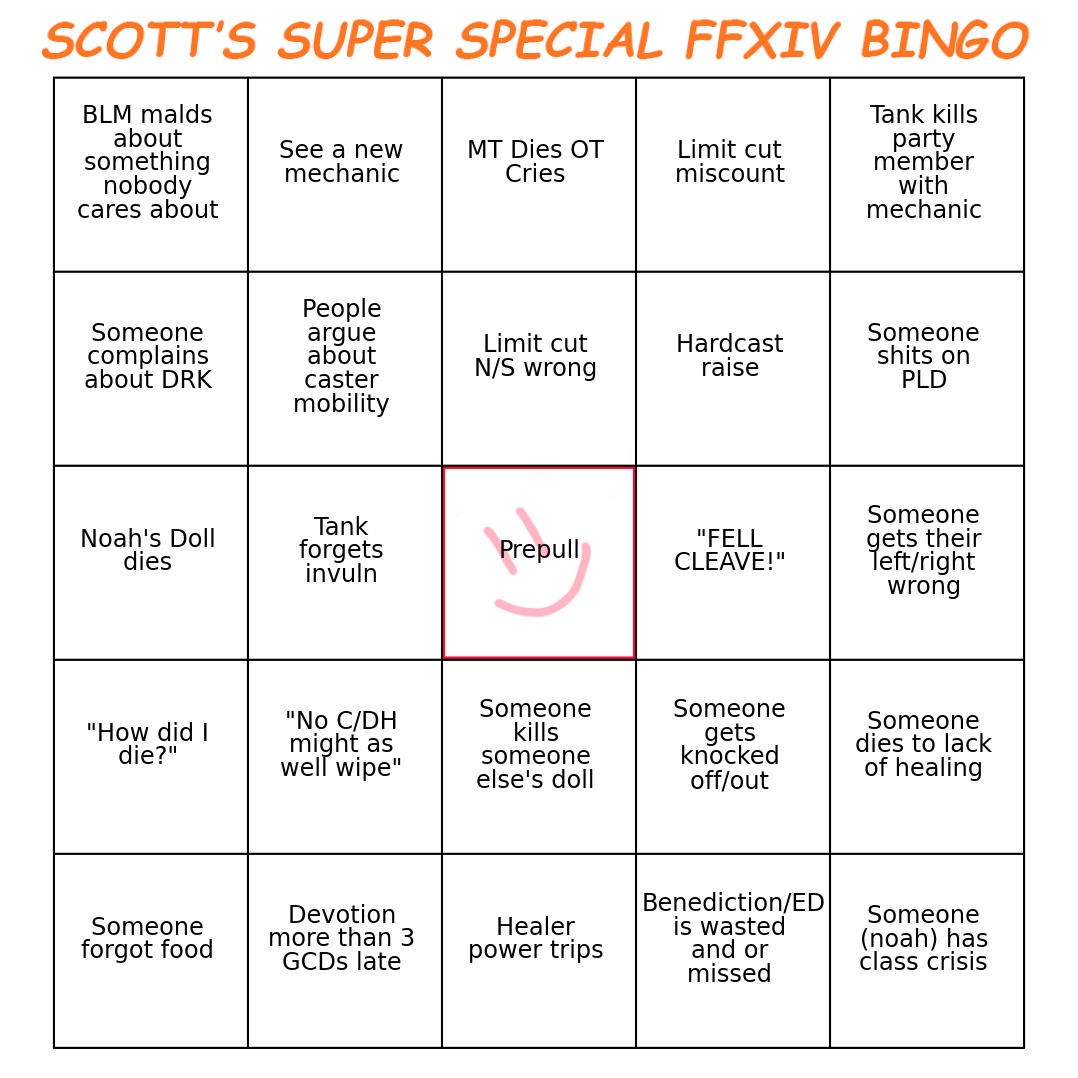 SCOTT'S SUPER SPECIAL FFXIV BINGO
BLM malds
about
something
nobody
cares about
See a new
mechanic
MT Dies OT
Cries
Limit cut
miscount
Tank kills
party
member
with
mechanic
Someone
complains
about DRK
People
argue
about
caster
mobility
Limit cut
N/S wrong
Hardcast
raise
Someone
shits on
PLD
Noah's Doll
dies
Tank
forgets
invuln
Prepull
"FELL
CLEAVE!"
Someone
gets their
left/right
wrong
"How did I
die?"
"No C/DH
might as
well wipe"
Someone
kills
someone
else's doll
Someone
gets
knocked
off/out
Someone
dies to lack
of healing
Someone
forgot food
Devotion
more than 3
GCDs late
Healer
power trips
Benediction/ED
is wasted
and or
missed
Someone
(noah) has
class crisis